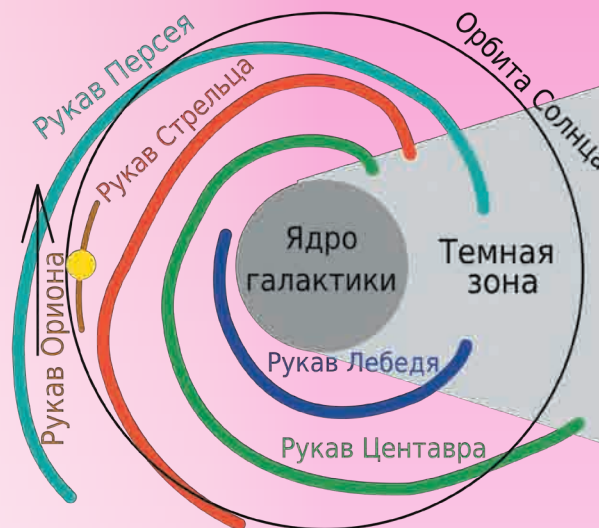 Рукав Персея
Орбита Солнца
Рукав Стрельца
Рукав Ориона
Ядро
галактики
Темная
зона
Рукав Лебедя
Рукав Центавра